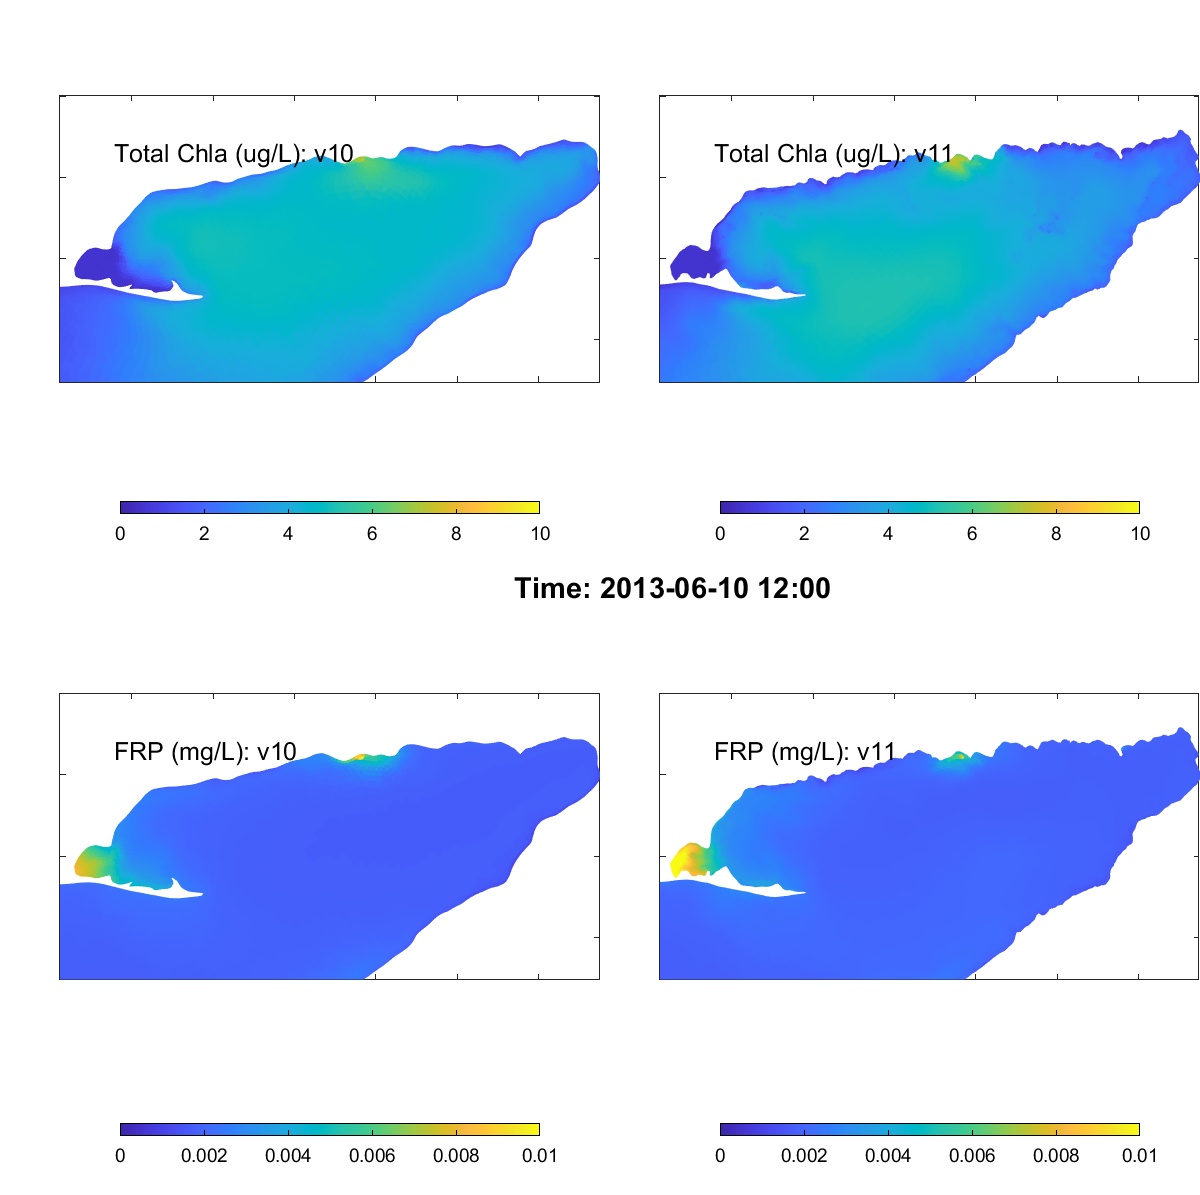 Total Chla (ug/L): v10
Total Chla (ug/L): v11
0 2 4 6 8 10
0 2 4 6 8 10
Time: 2013-06-10 12:00
FRP (mg/L): v10
FRP (mg/L): v11
0 0.002 0.004 0.006 0.008 0.01
0 0.002 0.004 0.006 0.008 0.01